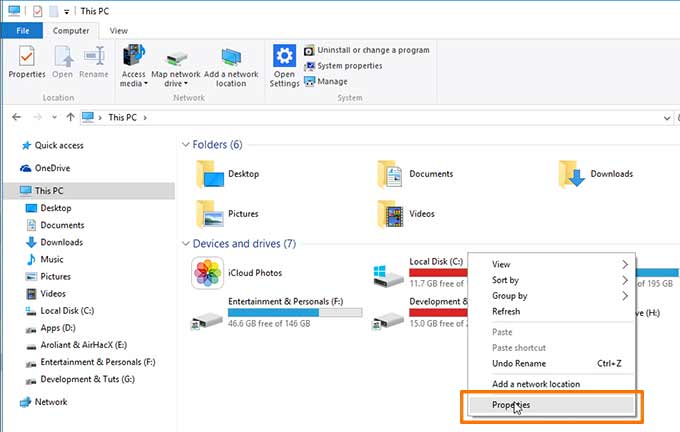 This PC
File
Computer
View
Properties
Open
Rename
Access media
Map network drive
Add a network location
Open Settings
Uninstall or change a program
System properties
Manage
Location
Network
System
This PC
Quick access
OneDrive
This PC
Desktop
Documents
Downloads
Music
Pictures
Videos
Local Disk (C:)
Apps (D:)
Aroliant & AirHacX (E:)
Entertainment & Personals (F:)
Development & Tuts (G:)
Network
Folders (6)
Desktop
Documents
Downloads
Pictures
Videos
Devices and drives (7)
iCloud Photos
Local Disk (C:)
11.7 GB free of
of 195 GB
Entertainment & Personals (F:)
46.6 GB free of 146 GB
Development &
15.0 GB free of
(H:)
View
Sort by
Group by
Refresh
Paste
Paste shortcut
Undo Rename Ctrl+Z
Add a network location
Properties